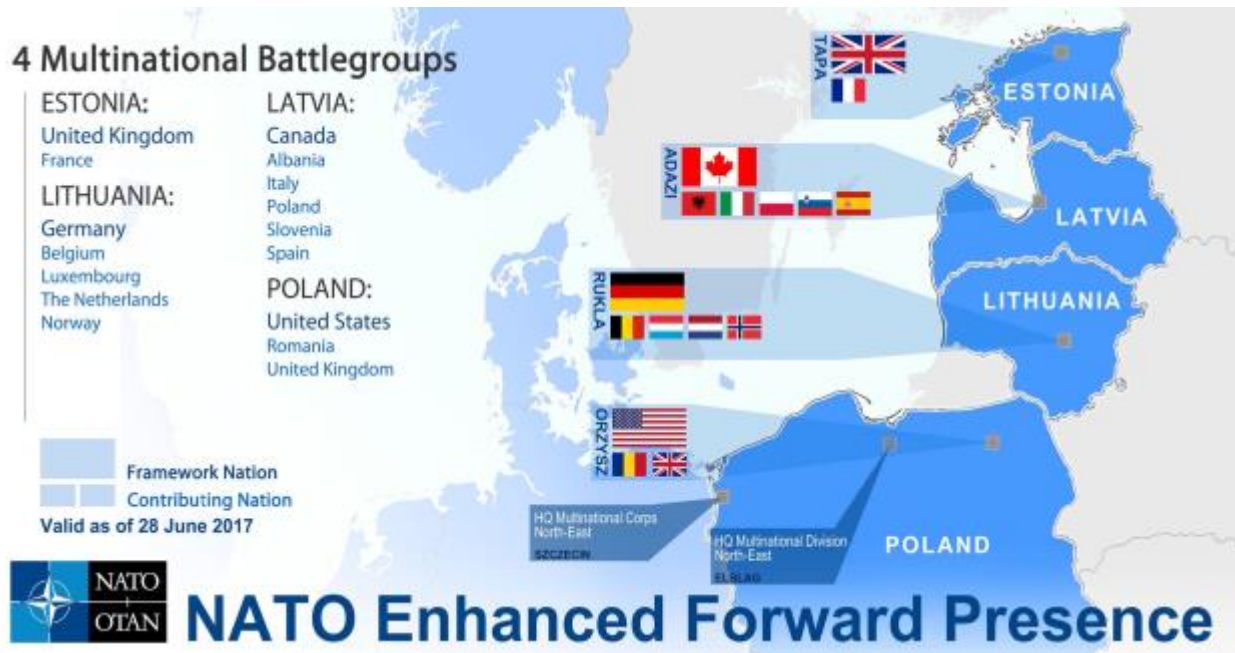 4 Multinational Battlegroups
ESTONIA:
United Kingdom
France
LITHUANIA:
Germany
Belgium
Luxembourg
The Netherlands
Norway
LATVIA:
Canada
Albania
Italy
Poland
Slovenia
Spain
POLAND:
United States
Romania
United Kingdom
Framework Nation
Contributing Nation
Valid as of 28 June 2017
TAPA
ESTONIA
ADAZI
LATVIA
RUKLA
LITHUANIA
ORZYSZ
HQ Multinational Corps
North-East
SZCZECIN
HQ Multinational Division
North-East
ELBLAG
POLAND
NATO
OTAN
NATO Enhanced Forward Presence